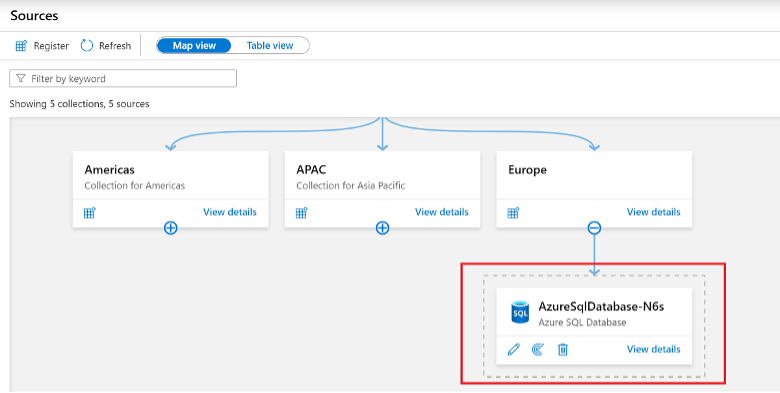 Sources
Register Refresh Map view Table view
Filter by keyword
Showing 5 collections, 5 sources
Americas
Collection for Americas
View details
APAC
Collection for Asia Pacific
View details
Europe
View details
SQL
AzureSqlDatabase-N6s
Azure SQL Database
View details